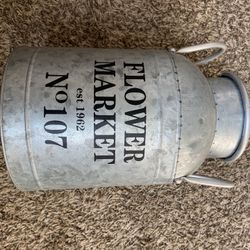 FLOWER
MARKET
est 1962
No 107